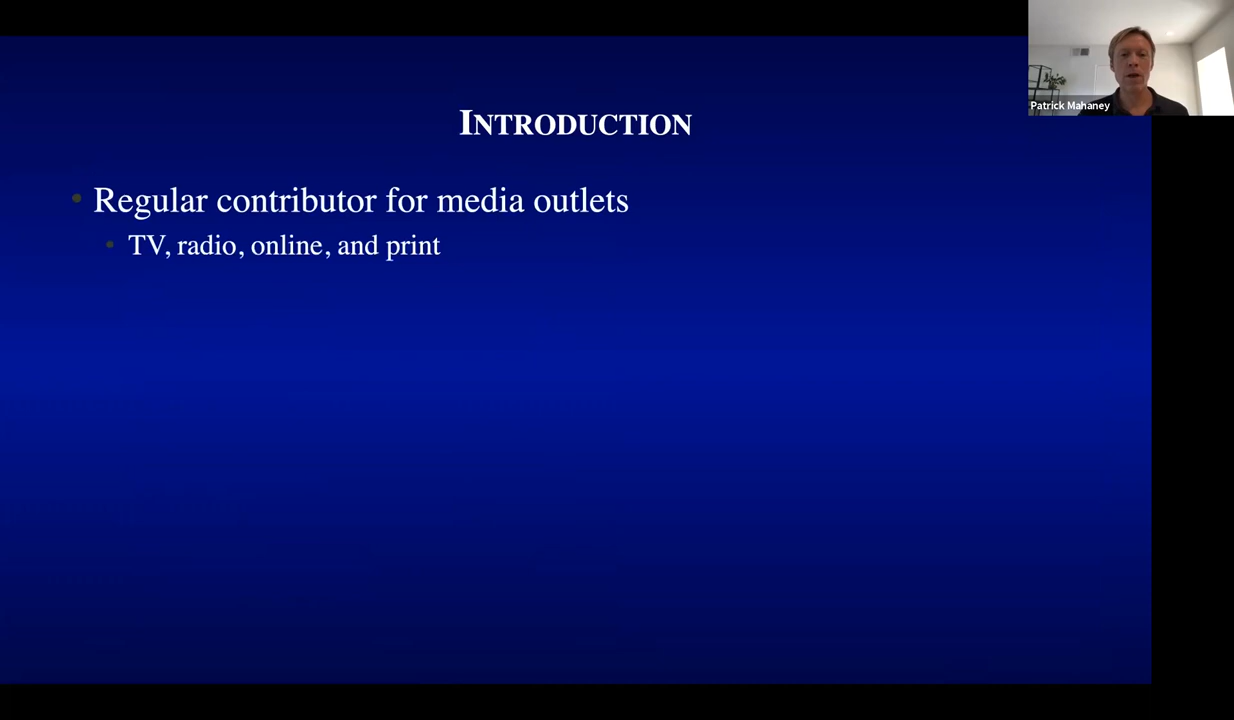 INTRODUCTION
Regular contributor for media outlets
TV, radio, online, and print
Patrick Mahaney